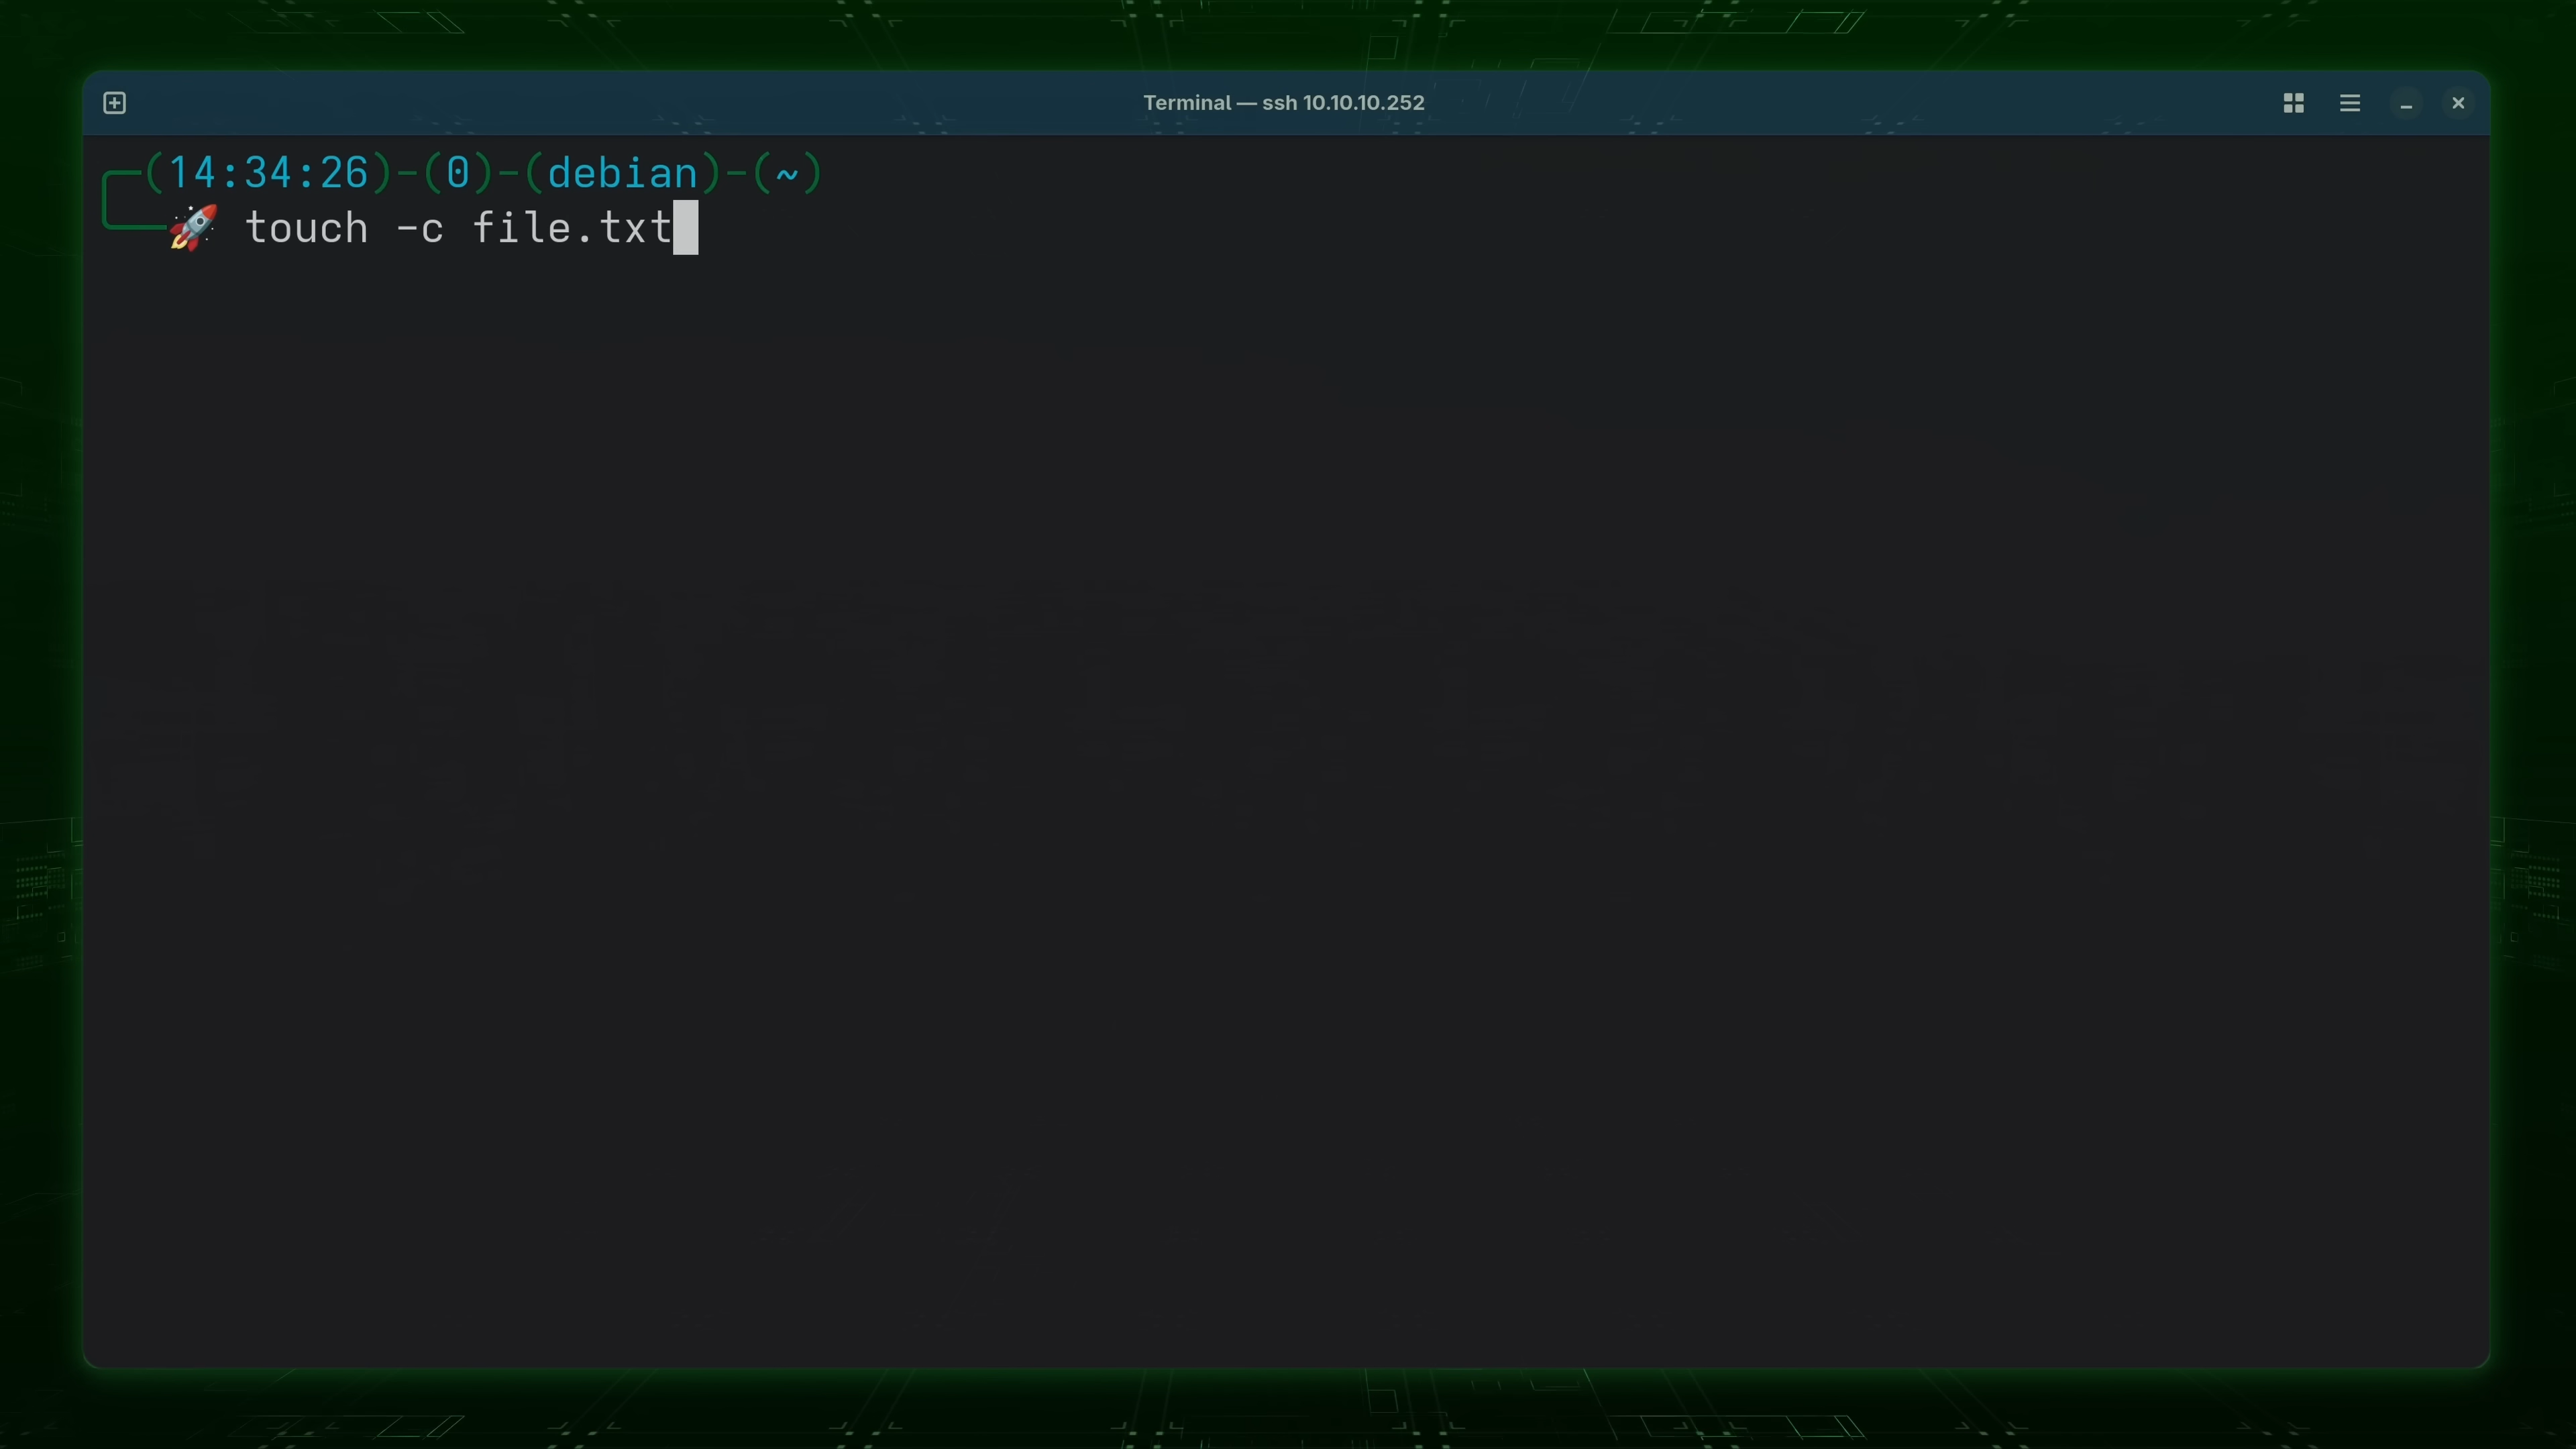 Terminal — ssh 10.10.10.252
(14:34:26)-(0)-(debian)-(~)
🚀 touch -c file.txt